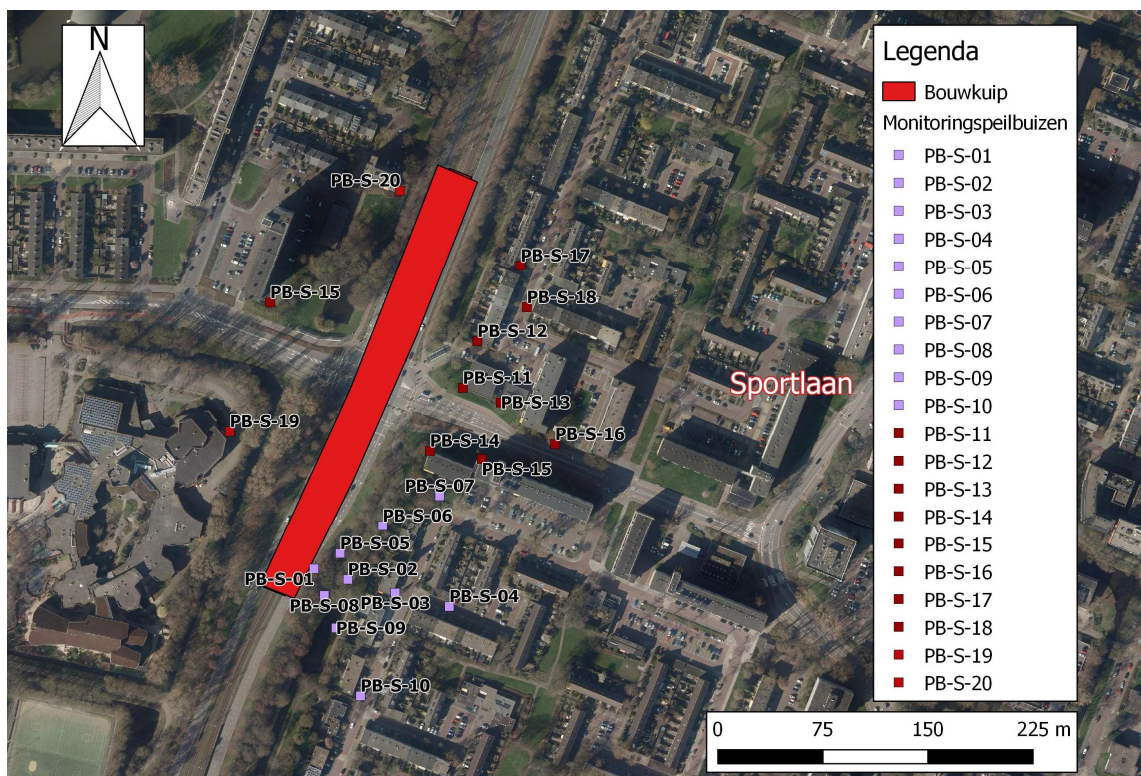 N
Legenda
Bouwkuip
Monitoringspeilbuizen
PB-S-01
PB-S-02
PB-S-03
PB-S-04
PB-S-05
PB-S-06
PB-S-07
PB-S-08
PB-S-09
PB-S-10
PB-S-11
PB-S-12
PB-S-13
PB-S-14
PB-S-15
PB-S-16
PB-S-17
PB-S-18
PB-S-19
PB-S-20
PB-S-20
PB-S-17
PB-S-15
PB-S-18
PB-S-12
PB-S-11
Sportlaan
PB-S-13
PB-S-19
PB-S-14
PB-S-16
PB-S-15
PB-S-07
PB-S-06
PB-S-05
PB-S-01
PB-S-02
PB-S-08
PB-S-03
PB-S-04
PB-S-09
PB-S-10
0 75 150 225 m